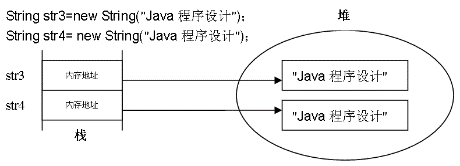 String str3=new String("Java 程序设计");
String str4= new String("Java 程序设计");
堆
str3 内存地址 "Java 程序设计"
str4 内存地址 "Java 程序设计"
栈